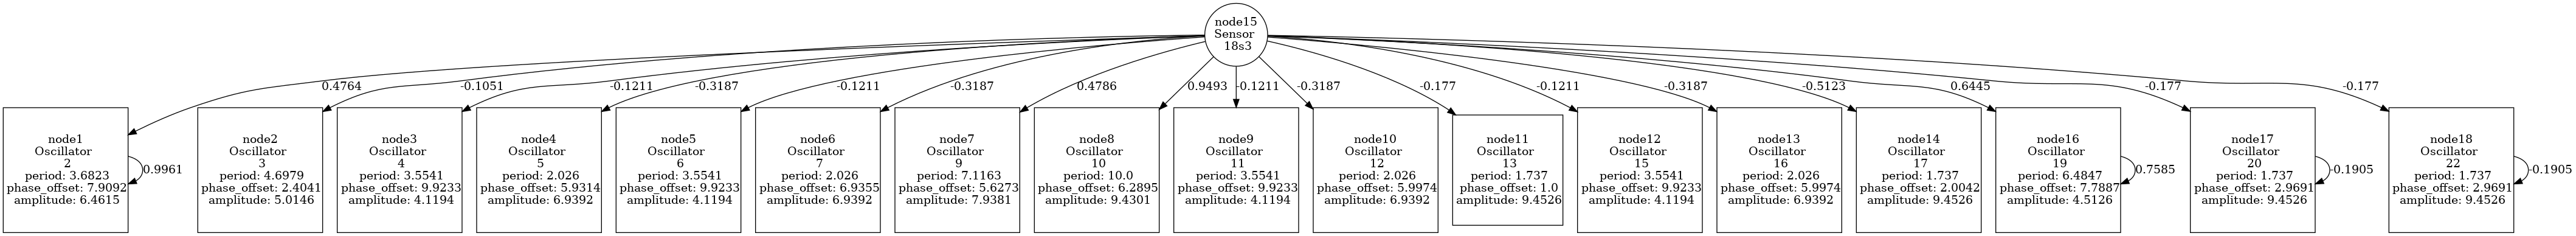 node15
Sensor
18s3
0.4764
-0.1051
-0.1211
-0.3187
-0.1211
-0.3187
0.4786
0.9493
-0.1211
-0.3187
-0.177
-0.1211
-0.3187
-0.5123
0.6445
-0.177
-0.177
node1
Oscillator
2
period: 3.6823
phase_offset: 7.9092
amplitude: 6.4615
0.9961
node2
Oscillator
3
period: 4.6979
phase_offset: 2.4041
amplitude: 5.0146
node3
Oscillator
4
period: 3.5541
phase_offset: 9.9233
amplitude: 4.1194
node4
Oscillator
5
period: 2.026
phase_offset: 5.9314
amplitude: 6.9392
node5
Oscillator
6
period: 3.5541
phase_offset: 9.9233
amplitude: 4.1194
node6
Oscillator
7
period: 2.026
phase_offset: 6.9355
amplitude: 6.9392
node7
Oscillator
9
period: 7.1163
phase_offset: 5.6273
amplitude: 7.9381
node8
Oscillator
10
period: 10.0
phase_offset: 6.2895
amplitude: 9.4301
node9
Oscillator
11
period: 3.5541
phase_offset: 9.9233
amplitude: 4.1194
node10
Oscillator
12
period: 2.026
phase_offset: 5.9974
amplitude: 6.9392
node11
Oscillator
13
period: 1.737
phase_offset: 1.0
amplitude: 9.4526
node12
Oscillator
15
period: 3.5541
phase_offset: 9.9233
amplitude: 4.1194
node13
Oscillator
16
period: 2.026
phase_offset: 5.9974
amplitude: 6.9392
node14
Oscillator
17
period: 1.737
phase_offset: 2.0042
amplitude: 9.4526
node16
Oscillator
19
period: 6.4847
phase_offset: 7.7887
amplitude: 4.5126
0.7585
node17
Oscillator
20
period: 1.737
phase_offset: 2.9691
amplitude: 9.4526
-0.1905
node18
Oscillator
22
period: 1.737
phase_offset: 2.9691
amplitude: 9.4526
-0.1905